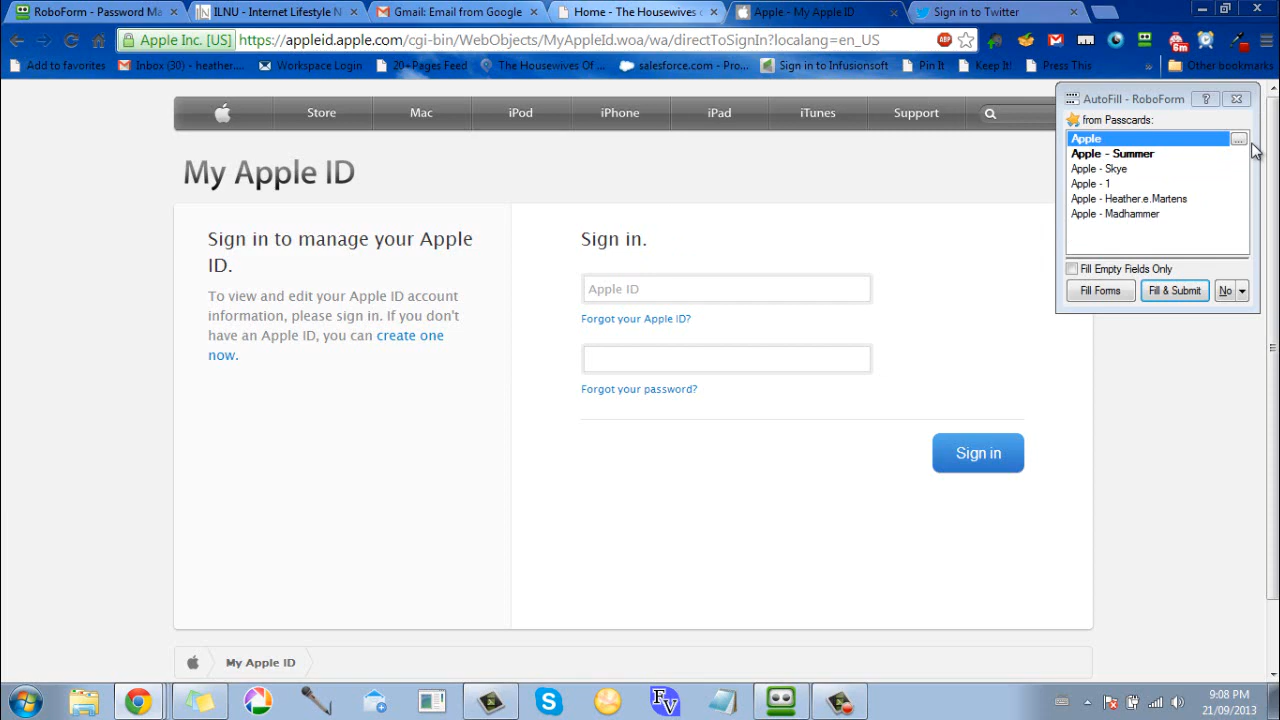 RoboForm - Password Ma
ILNU - Internet Lifestyle N
Gmail: Email from Google
Home - The Housewives o
Apple - My Apple ID
Sign in to Twitter
Apple Inc. [US]
https://appleid.apple.com/cgi-bin/WebObjects/MyAppleId.woa/wa/directToSignIn?localang=en_US
ABP
6m
Add to favorites
Inbox (30) - heather....
Workspace Login
20+Pages Feed
The Housewives Of ...
salesforce.com - Pro...
Sign in to Infusionsoft
Pin It
Keep It!
Press This
»
Other bookmarks
Store
Mac
iPod
iPhone
iPad
iTunes
Support
AutoFill - RoboForm
?
from Passcards:
Apple
...
Apple - Summer
Apple - Skye
Apple - 1
Apple - Heather.e.Martens
Apple - Madhammer
Fill Empty Fields Only
Fill Forms
Fill & Submit
No
My Apple ID
Sign in to manage your Apple
ID.
To view and edit your Apple ID account
information, please sign in. If you don't
have an Apple ID, you can create one
now.
Sign in.
Apple ID
Forgot your Apple ID?
Forgot your password?
Sign in
My Apple ID
FV
9:08 PM
21/09/2013